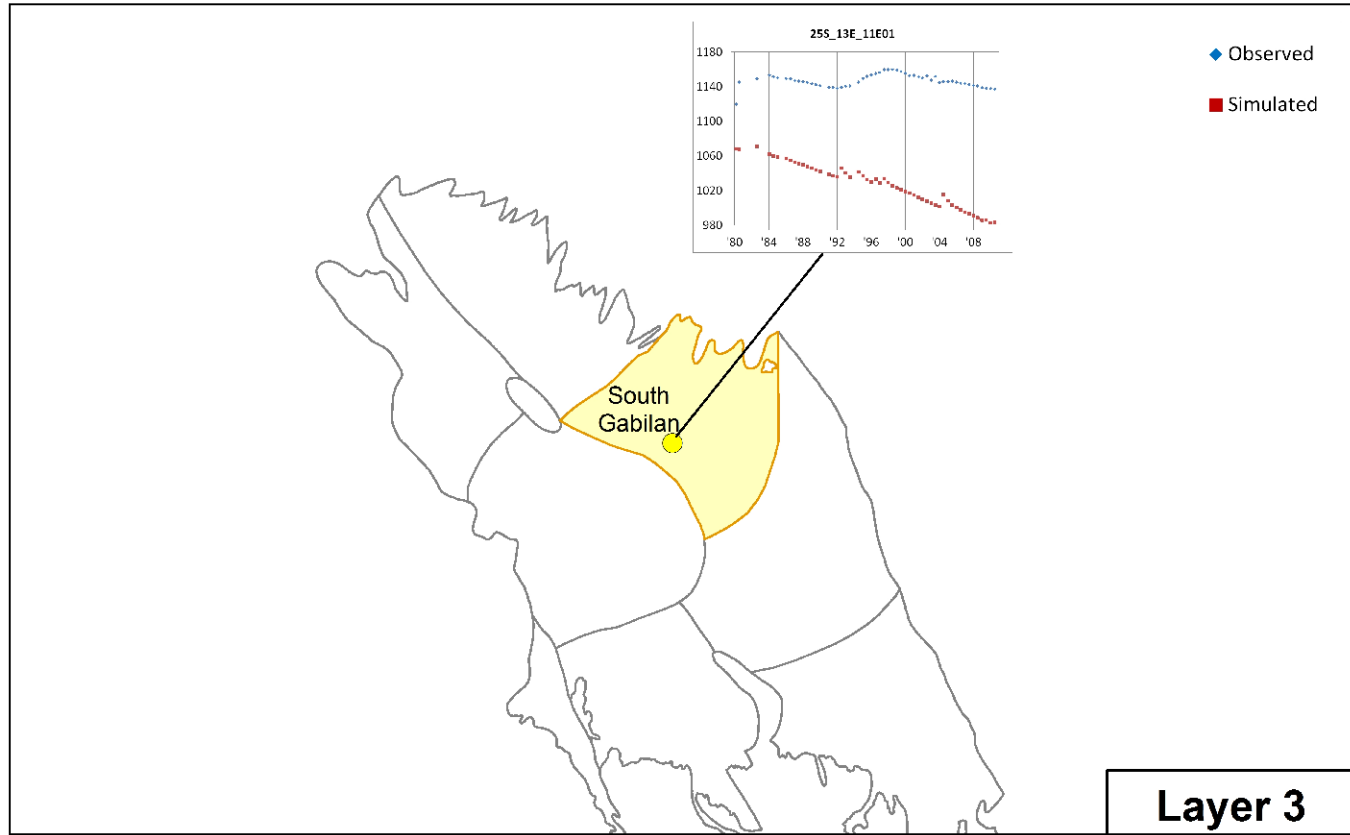 25S_13E_11E01
1180
1140
1100
1060
1020
980
'80 '84 '88 '92 '96 '00 '04 '08
Observed
Simulated
South
Gabilan
Layer 3